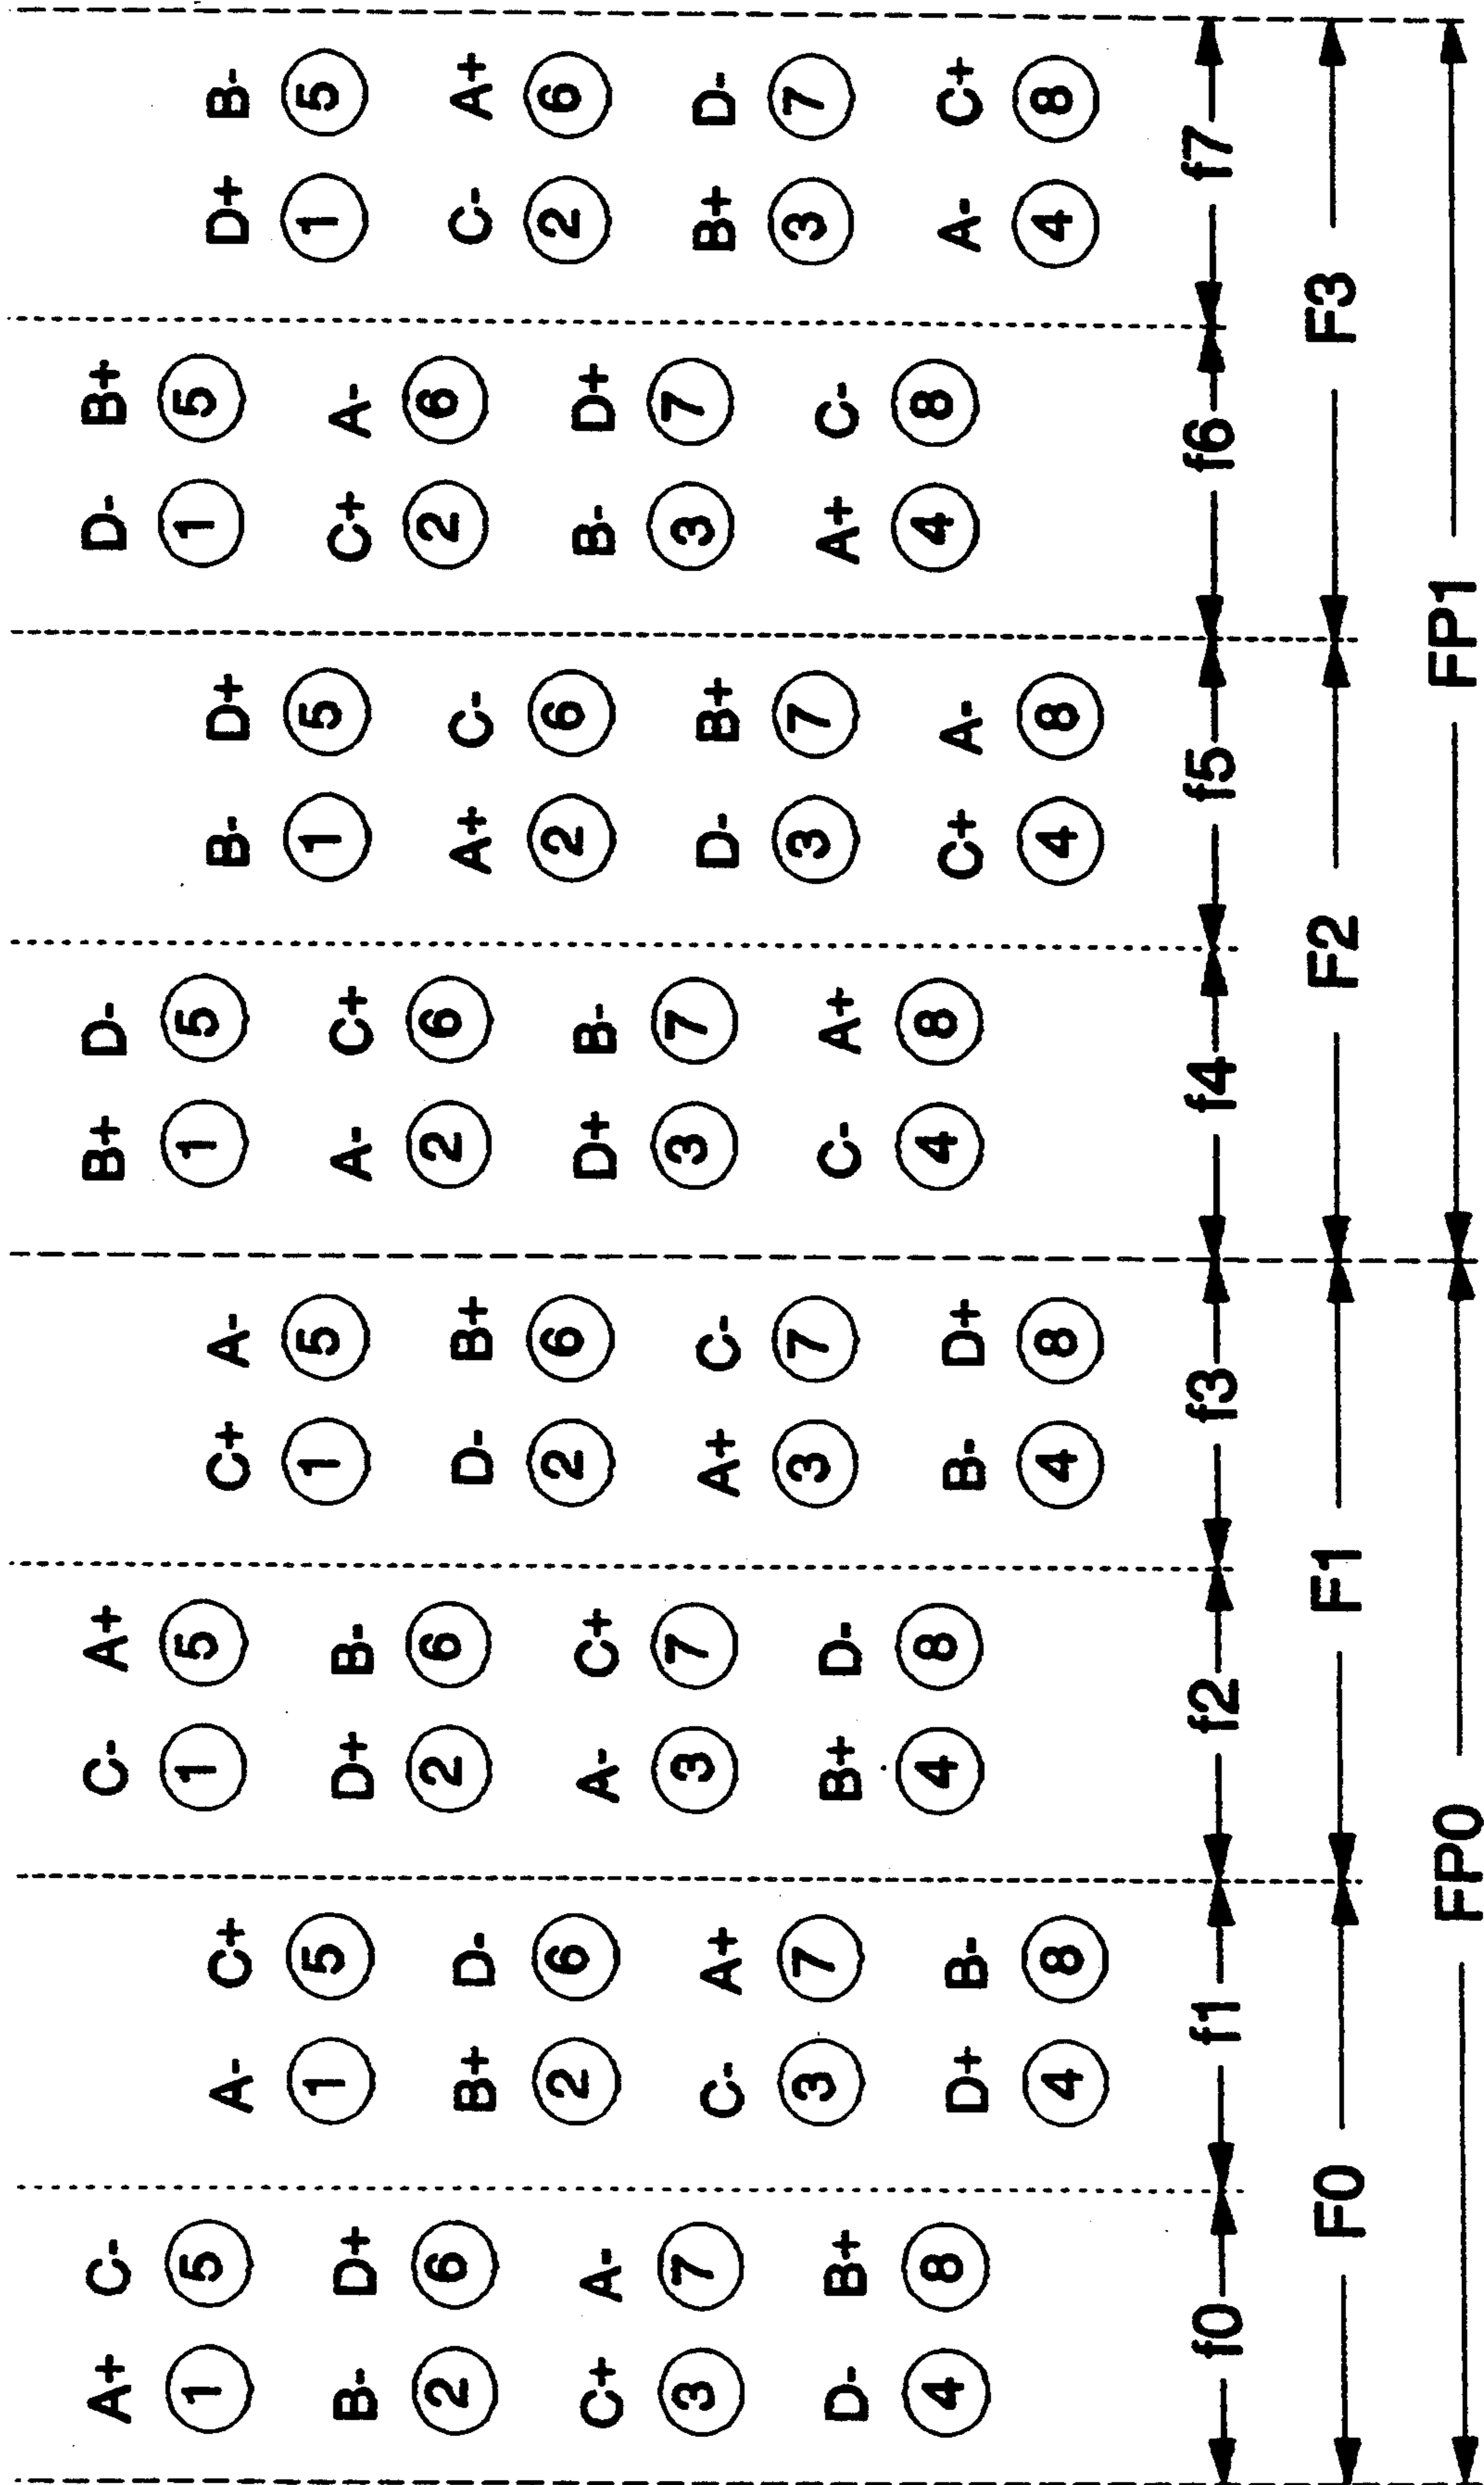 A+ C- C- A+ B+ D- D- B+
1 5 1 5 1 5 1 5
A- C+ C+ A- B- D+ D+ B-
1 5 1 5 1 5 1 5
B- D+ D+ B- A- C+ C+ A-
2 6 2 6 2 6 2 6
B+ D- D- B+ A+ C- C- A+
2 6 2 6 2 6 2 6
C+ A- A- C+ D+ B- B- D+
3 7 3 7 3 7 3 7
C- A+ A+ C- D- B+ B+ D-
3 7 3 7 3 7 3 7
D- B+ B+ D- C- A+ A+ C-
4 8 4 8 4 8 4 8
D+ B- B- D+ C+ A- A- C+
4 8 4 8 4 8 4 8
f0 f1 f2 f3 f4 f5 f6 f7
F0 F1 F2 F3
FP0 FP1